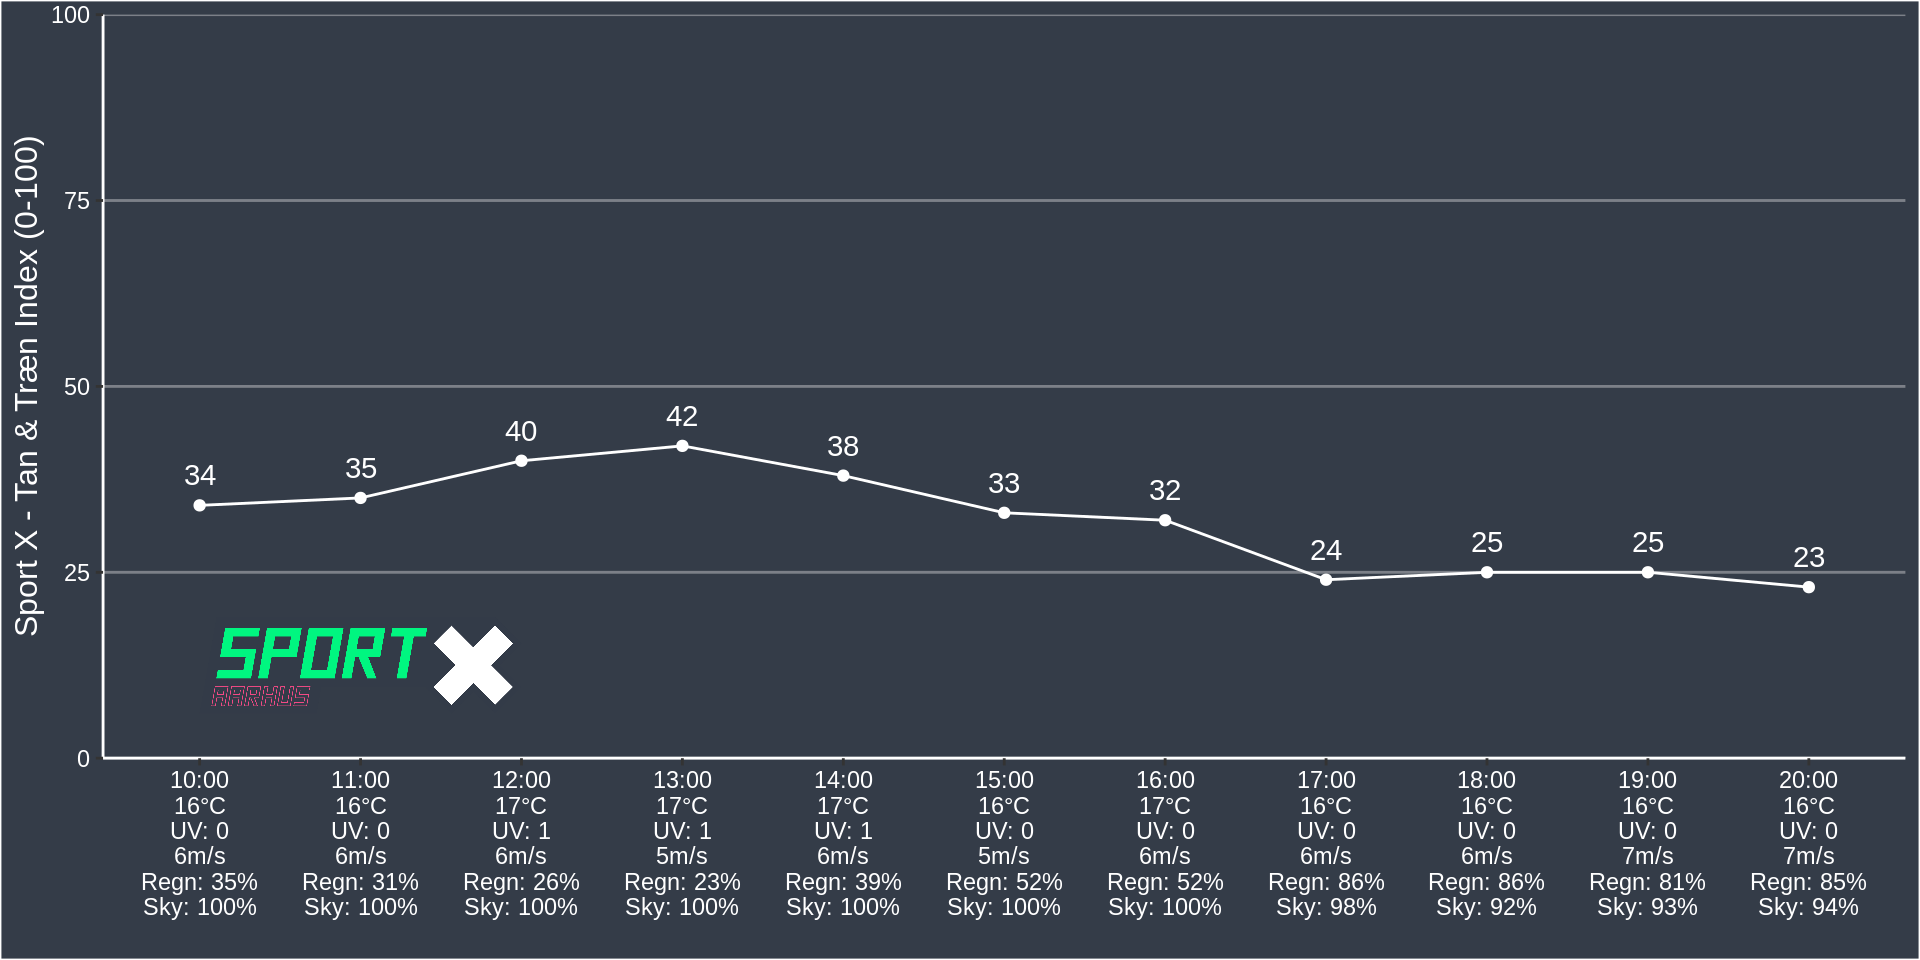 Sport X - Tan & Træn Index (0-100)
100
75
50
25
0
34
35
40
42
38
33
32
24
25
25
23
SPORT X
AARHUS
10:00 11:00 12:00 13:00 14:00 15:00 16:00 17:00 18:00 19:00 20:00
16°C 16°C 17°C 17°C 17°C 16°C 17°C 16°C 16°C 16°C 16°C
UV: 0 UV: 0 UV: 1 UV: 1 UV: 1 UV: 0 UV: 0 UV: 0 UV: 0 UV: 0 UV: 0
6m/s 6m/s 6m/s 5m/s 6m/s 5m/s 6m/s 6m/s 6m/s 7m/s 7m/s
Regn: 35% Regn: 31% Regn: 26% Regn: 23% Regn: 39% Regn: 52% Regn: 52% Regn: 86% Regn: 86% Regn: 81% Regn: 85%
Sky: 100% Sky: 100% Sky: 100% Sky: 100% Sky: 100% Sky: 100% Sky: 100% Sky: 98% Sky: 92% Sky: 93% Sky: 94%